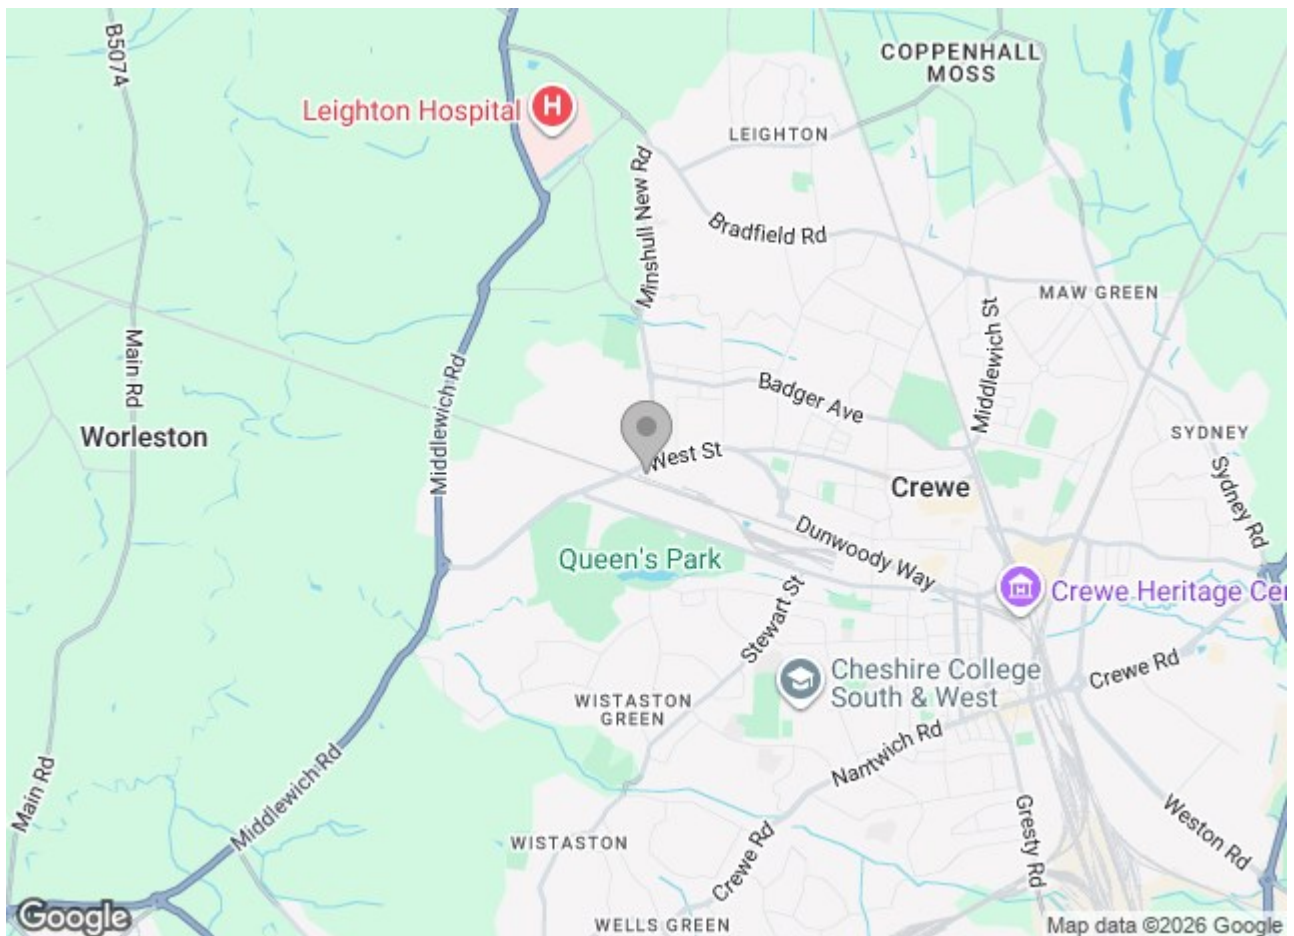 B5074
COPPENHALL
MOSS
Leighton Hospital
H
LEIGHTON
Minshull New Rd
Bradfield Rd
MAW GREEN
Middlewich St
Main Rd
Middlewich Rd
Badger Ave
Worleston
SYDNEY
West St
Crewe
Sydney Rd
Dunwoody Way
Queen's Park
Crewe Heritage Cen
Stewart St
Crewe Rd
Cheshire College
South & West
WISTASTON
GREEN
Nantwich Rd
Main Rd
Middlewich Rd
Gresty Rd
Weston Rd
WISTASTON
Crewe Rd
WELLS GREEN
Google
Map data ©2026 Google